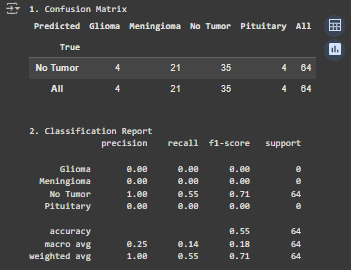 1. Confusion Matrix
Predicted Glioma Meningioma No Tumor Pituitary All
True
No Tumor 4 21 35 4 64
All 4 21 35 4 64
2. Classification Report
precision recall f1-score support
Glioma 0.00 0.00 0.00 0
Meningioma 0.00 0.00 0.00 0
No Tumor 1.00 0.55 0.71 64
Pituitary 0.00 0.00 0.00 0
accuracy 0.55 64
macro avg 0.25 0.14 0.18 64
weighted avg 1.00 0.55 0.71 64